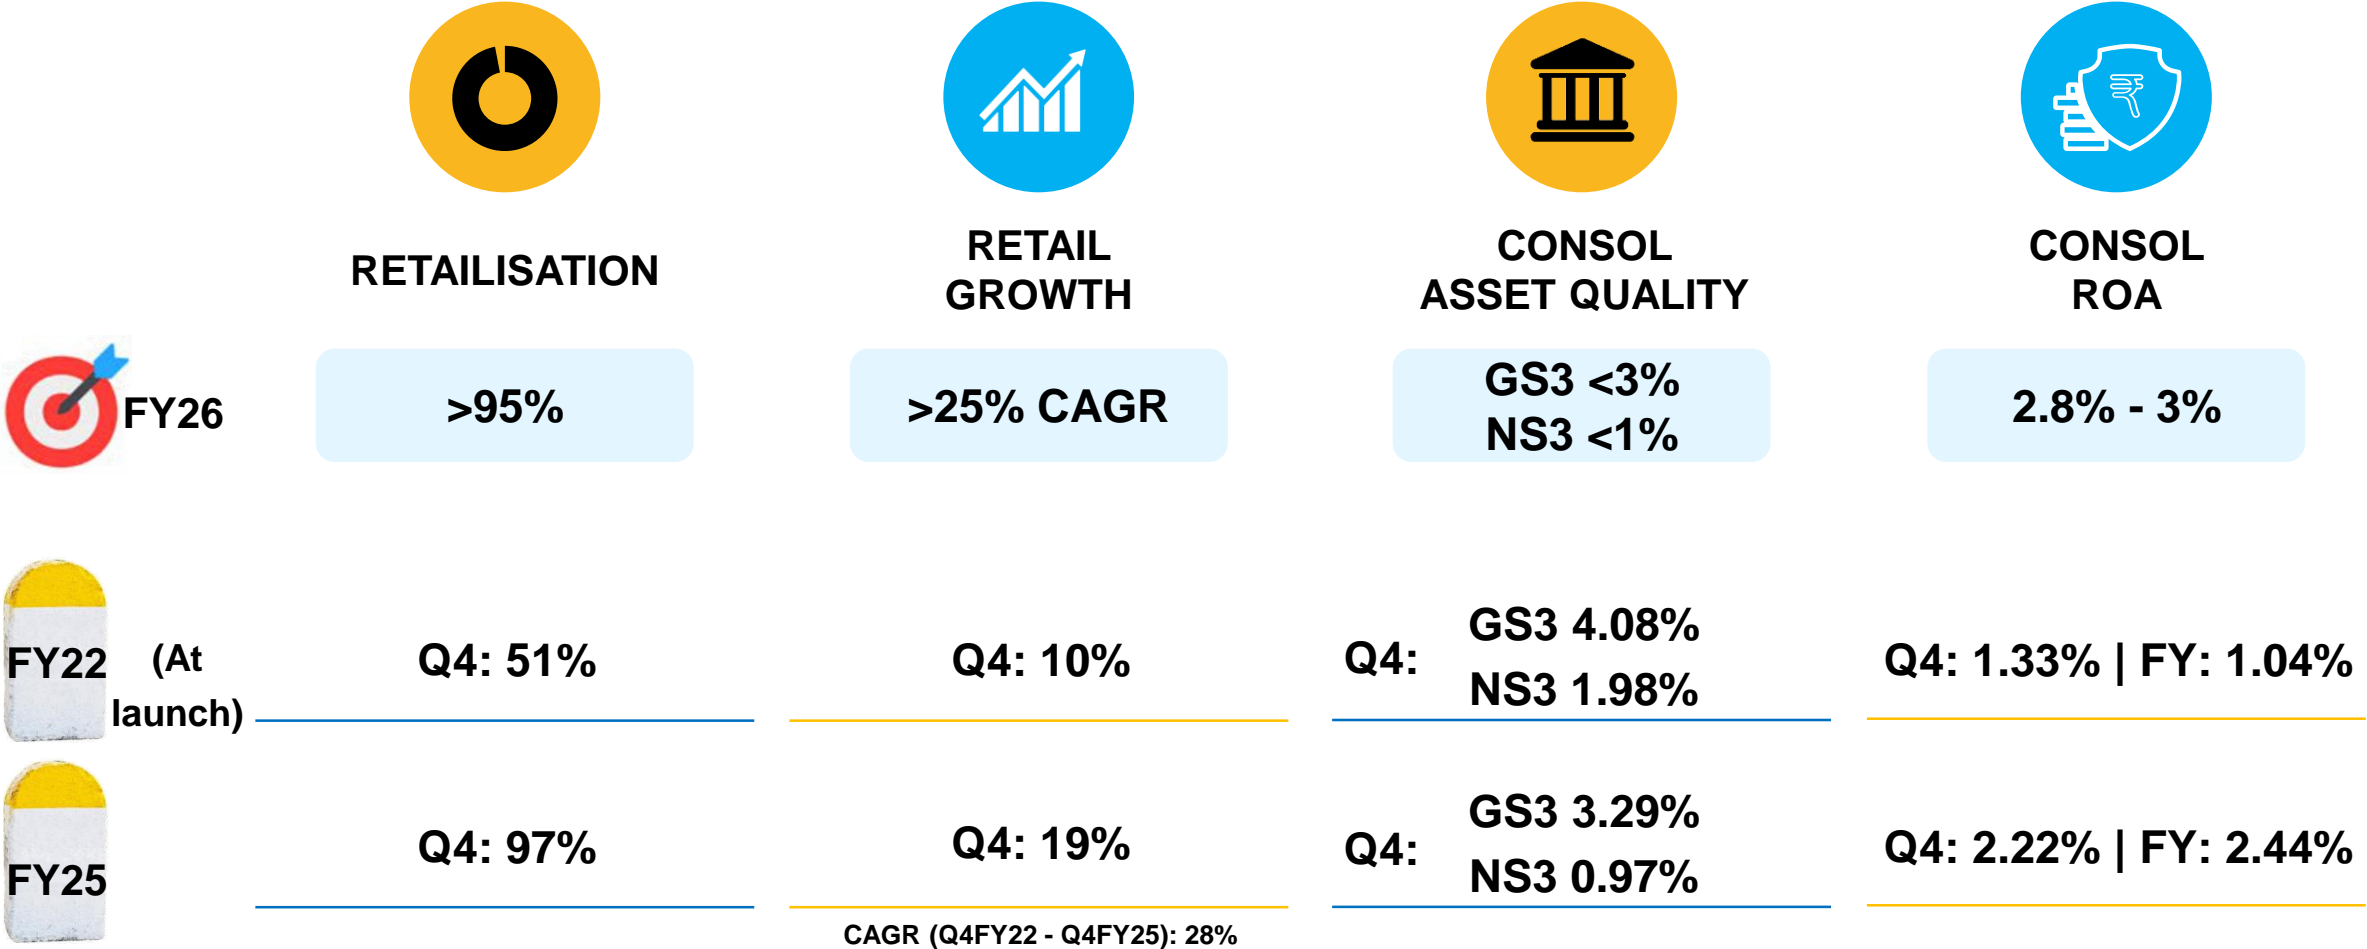 RETAILISATION
RETAIL
GROWTH
CONSOL
ASSET QUALITY
CONSOL
ROA
FY26
>95%
>25% CAGR
GS3 <3%
NS3 <1%
2.8% - 3%
FY22 (At
launch)
Q4: 51%
Q4: 10%
Q4:
GS3 4.08%
NS3 1.98%
Q4: 1.33% | FY: 1.04%
FY25
Q4: 97%
Q4: 19%
Q4:
GS3 3.29%
NS3 0.97%
Q4: 2.22% | FY: 2.44%
CAGR (Q4FY22 - Q4FY25): 28%